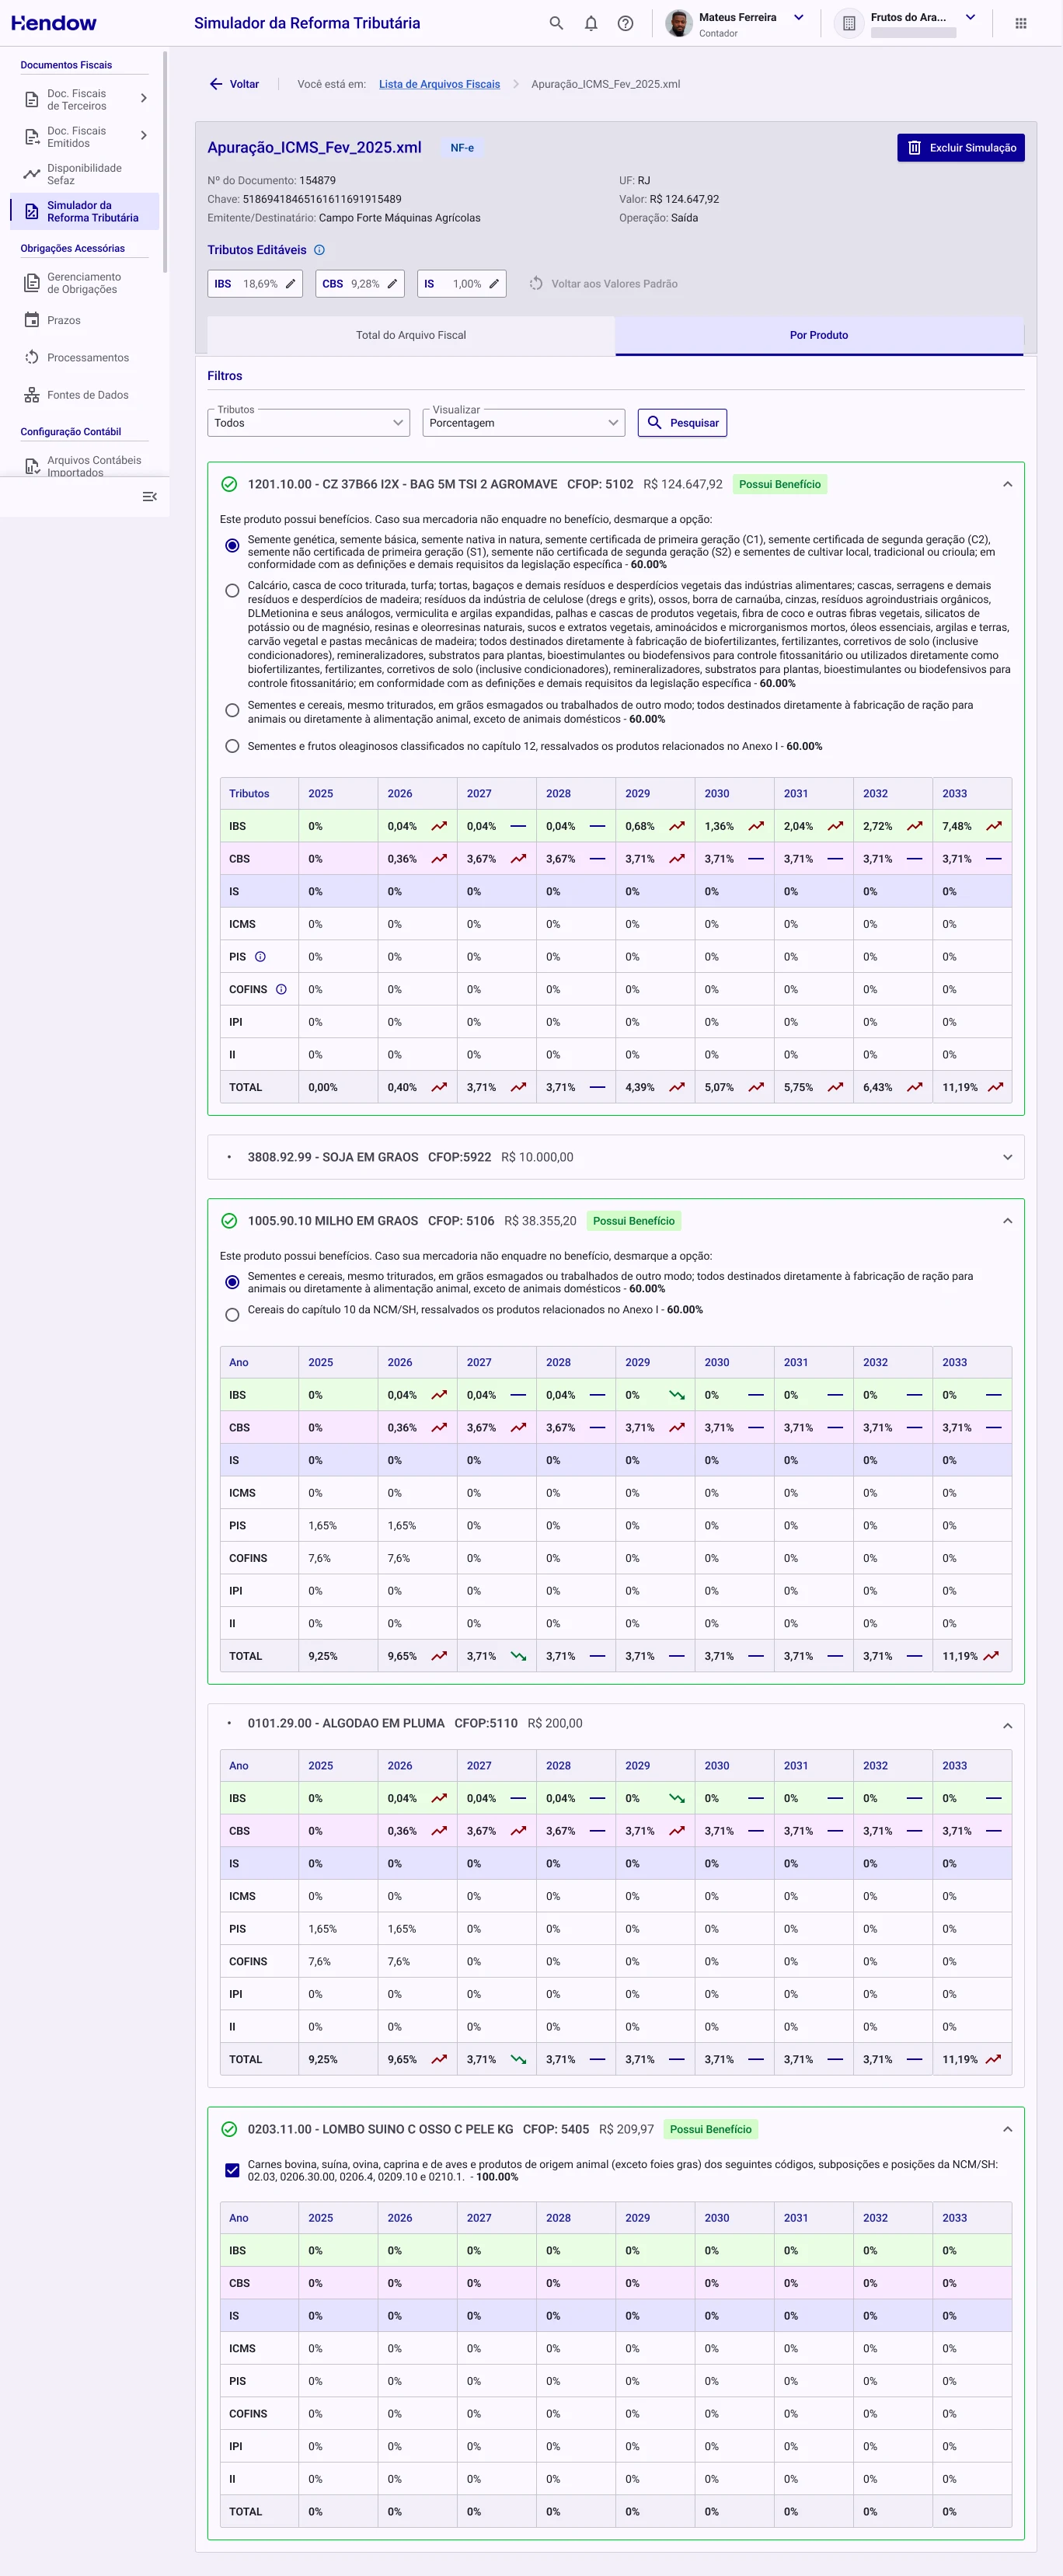 Hendow
Simulador da Reforma Tributária
Mateus Ferreira
Contador
Frutos do Ara...
Documentos Fiscais
Doc. Fiscais
de Terceiros
Doc. Fiscais
Emitidos
Disponibilidade
Sefaz
Simulador da
Reforma Tributária
Obrigações Acessórias
Gerenciamento
de Obrigações
Prazos
Processamentos
Fontes de Dados
Configuração Contábil
Arquivos Contábeis
Importados
Voltar
Você está em: Lista de Arquivos Fiscais > Apuração_ICMS_Fev_2025.xml
Apuração_ICMS_Fev_2025.xml NF-e
Excluir Simulação
Nº do Documento: 154879
UF: RJ
Chave: 51869418465161611691915489
Valor: R$ 124.647,92
Emitente/Destinatário: Campo Forte Máquinas Agrícolas
Operação: Saída
Tributos Editáveis
IBS 18,69% CBS 9,28% IS 1,00% Voltar aos Valores Padrão
Total do Arquivo Fiscal Por Produto
Filtros
Tributos Visualizar
Todos Porcentagem Pesquisar
1201.10.00 - CZ 37B66 I2X - BAG 5M TSI 2 AGROMAVE CFOP: 5102 R$ 124.647,92 Possui Benefício
Este produto possui benefícios. Caso sua mercadoria não enquadre no benefício, desmarque a opção:
Semente genética, semente básica, semente nativa in natura, semente certificada de primeira geração (C1), semente certificada de segunda geração (C2),
semente não certificada de primeira geração (S1), semente não certificada de segunda geração (S2) e sementes de cultivar local, tradicional ou crioula; em
conformidade com as definições e demais requisitos da legislação específica - 60.00%
Calcário, casca de coco triturada, turfa; tortas, bagaços e demais resíduos e desperdícios vegetais das indústrias alimentares; cascas, serragens e demais
resíduos e desperdícios de madeira; resíduos da indústria de celulose (dregs e grits), ossos, borra de carnaúba, cinzas, resíduos agroindustriais orgânicos,
DLMetionina e seus análogos, vermiculita e argilas expandidas, palhas e cascas de produtos vegetais, fibra de coco e outras fibras vegetais, silicatos de
potássio ou de magnésio, resinas e oleorresinas naturais, sucos e extratos vegetais, aminoácidos e microrganismos mortos, óleos essenciais, argilas e terras,
carvão vegetal e pastas mecânicas de madeira; todos destinados diretamente à fabricação de biofertilizantes, fertilizantes, corretivos de solo (inclusive
condicionadores), remineralizadores, substratos para plantas, bioestimulantes ou biodefensivos para controle fitossanitário ou utilizados diretamente como
biofertilizantes, fertilizantes, corretivos de solo (inclusive condicionadores), remineralizadores, substratos para plantas, bioestimulantes ou biodefensivos para
controle fitossanitário; em conformidade com as definições e demais requisitos da legislação específica - 60.00%
Sementes e cereais, mesmo triturados, em grãos esmagados ou trabalhados de outro modo; todos destinados diretamente à fabricação de ração para
animais ou diretamente à alimentação animal, exceto de animais domésticos - 60.00%
Sementes e frutos oleaginosos classificados no capítulo 12, ressalvados os produtos relacionados no Anexo I - 60.00%
Tributos 2025 2026 2027 2028 2029 2030 2031 2032 2033
IBS 0% 0,04% 0,04% 0,04% 0,68% 1,36% 2,04% 2,72% 7,48%
CBS 0% 0,36% 3,67% 3,67% 3,71% 3,71% 3,71% 3,71% 3,71%
IS 0% 0% 0% 0% 0% 0% 0% 0% 0%
ICMS 0% 0% 0% 0% 0% 0% 0% 0% 0%
PIS 0% 0% 0% 0% 0% 0% 0% 0% 0%
COFINS 0% 0% 0% 0% 0% 0% 0% 0% 0%
IPI 0% 0% 0% 0% 0% 0% 0% 0% 0%
II 0% 0% 0% 0% 0% 0% 0% 0% 0%
TOTAL 0,00% 0,40% 3,71% 3,71% 4,39% 5,07% 5,75% 6,43% 11,19%
• 3808.92.99 - SOJA EM GRAOS CFOP:5922 R$ 10.000,00
1005.90.10 MILHO EM GRAOS CFOP: 5106 R$ 38.355,20 Possui Benefício
Este produto possui benefícios. Caso sua mercadoria não enquadre no benefício, desmarque a opção:
Sementes e cereais, mesmo triturados, em grãos esmagados ou trabalhados de outro modo; todos destinados diretamente à fabricação de ração para
animais ou diretamente à alimentação animal, exceto de animais domésticos - 60.00%
Cereais do capítulo 10 da NCM/SH, ressalvados os produtos relacionados no Anexo I - 60.00%
Ano 2025 2026 2027 2028 2029 2030 2031 2032 2033
IBS 0% 0,04% 0,04% 0,04% 0% 0% 0% 0% 0%
CBS 0% 0,36% 3,67% 3,67% 3,71% 3,71% 3,71% 3,71% 3,71%
IS 0% 0% 0% 0% 0% 0% 0% 0% 0%
ICMS 0% 0% 0% 0% 0% 0% 0% 0% 0%
PIS 1,65% 1,65% 0% 0% 0% 0% 0% 0% 0%
COFINS 7,6% 7,6% 0% 0% 0% 0% 0% 0% 0%
IPI 0% 0% 0% 0% 0% 0% 0% 0% 0%
II 0% 0% 0% 0% 0% 0% 0% 0% 0%
TOTAL 9,25% 9,65% 3,71% 3,71% 3,71% 3,71% 3,71% 3,71% 11,19%
• 0101.29.00 - ALGODAO EM PLUMA CFOP:5110 R$ 200,00
Ano 2025 2026 2027 2028 2029 2030 2031 2032 2033
IBS 0% 0,04% 0,04% 0,04% 0% 0% 0% 0% 0%
CBS 0% 0,36% 3,67% 3,67% 3,71% 3,71% 3,71% 3,71% 3,71%
IS 0% 0% 0% 0% 0% 0% 0% 0% 0%
ICMS 0% 0% 0% 0% 0% 0% 0% 0% 0%
PIS 1,65% 1,65% 0% 0% 0% 0% 0% 0% 0%
COFINS 7,6% 7,6% 0% 0% 0% 0% 0% 0% 0%
IPI 0% 0% 0% 0% 0% 0% 0% 0% 0%
II 0% 0% 0% 0% 0% 0% 0% 0% 0%
TOTAL 9,25% 9,65% 3,71% 3,71% 3,71% 3,71% 3,71% 3,71% 11,19%
0203.11.00 - LOMBO SUINO C OSSO C PELE KG CFOP: 5405 R$ 209,97 Possui Benefício
Carnes bovina, suína, ovina, caprina e de aves e produtos de origem animal (exceto foies gras) dos seguintes códigos, subposições e posições da NCM/SH:
02.03, 0206.30.00, 0206.4, 0209.10 e 0210.1. - 100.00%
Ano 2025 2026 2027 2028 2029 2030 2031 2032 2033
IBS 0% 0% 0% 0% 0% 0% 0% 0% 0%
CBS 0% 0% 0% 0% 0% 0% 0% 0% 0%
IS 0% 0% 0% 0% 0% 0% 0% 0% 0%
ICMS 0% 0% 0% 0% 0% 0% 0% 0% 0%
PIS 0% 0% 0% 0% 0% 0% 0% 0% 0%
COFINS 0% 0% 0% 0% 0% 0% 0% 0% 0%
IPI 0% 0% 0% 0% 0% 0% 0% 0% 0%
II 0% 0% 0% 0% 0% 0% 0% 0% 0%
TOTAL 0% 0% 0% 0% 0% 0% 0% 0% 0%